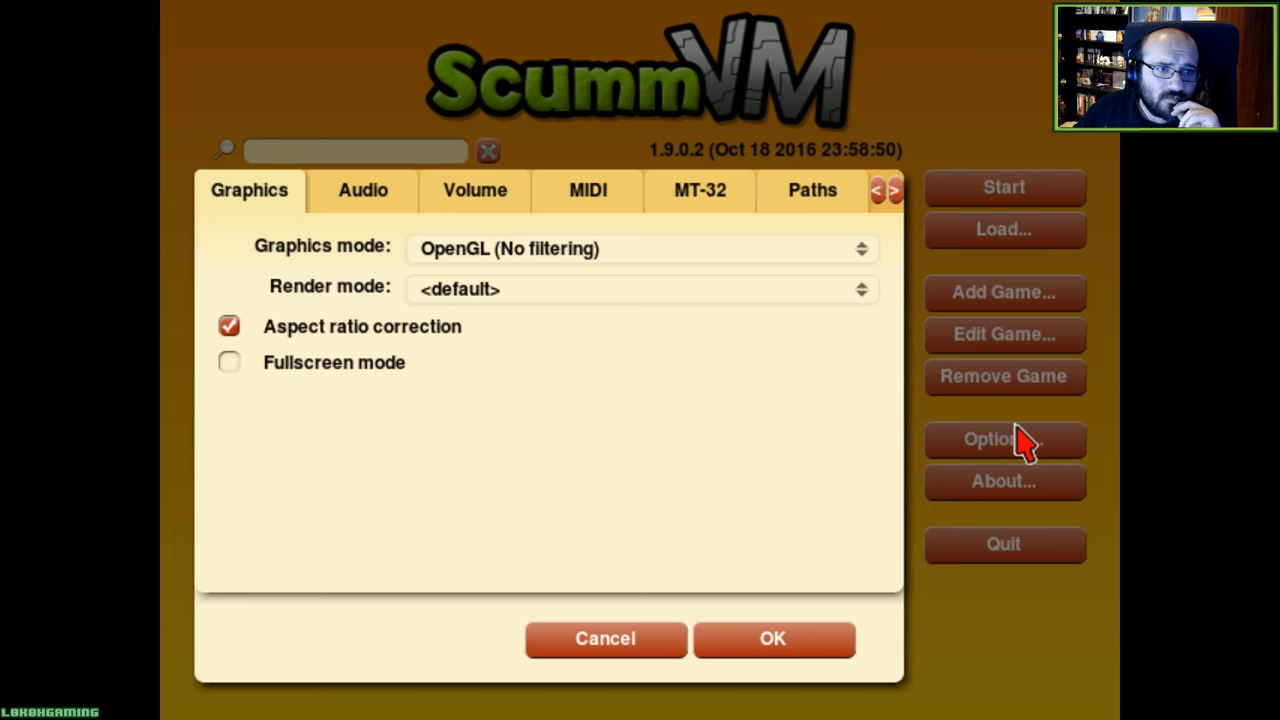 ScummVM
1.9.0.2 (Oct 18 2016 23:58:50)
Graphics Audio Volume MIDI MT-32 Paths < >
Graphics mode: OpenGL (No filtering)
Render mode: <default>
Aspect ratio correction
Fullscreen mode
Cancel OK
Start
Load...
Add Game...
Edit Game...
Remove Game
About...
Quit
L0K0HGAMING